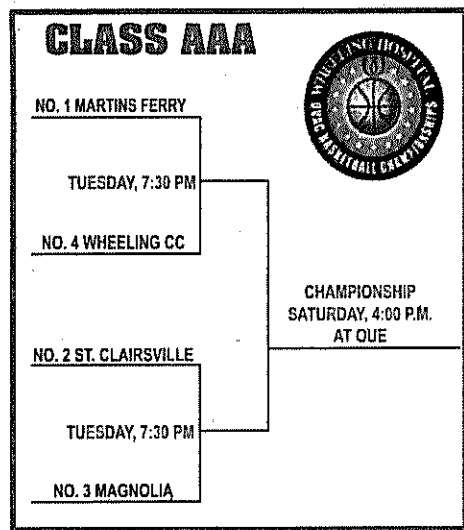 CLASS AAA
WHEELING HOSPITAL
OVAC BASKETBALL CHAMPIONSHIPS
NO. 1 MARTINS FERRY
TUESDAY, 7:30 PM
NO. 4 WHEELING CC
CHAMPIONSHIP
SATURDAY, 4:00 P.M.
AT OUE
NO. 2 ST. CLAIRSVILLE
TUESDAY, 7:30 PM
NO. 3 MAGNOLIA